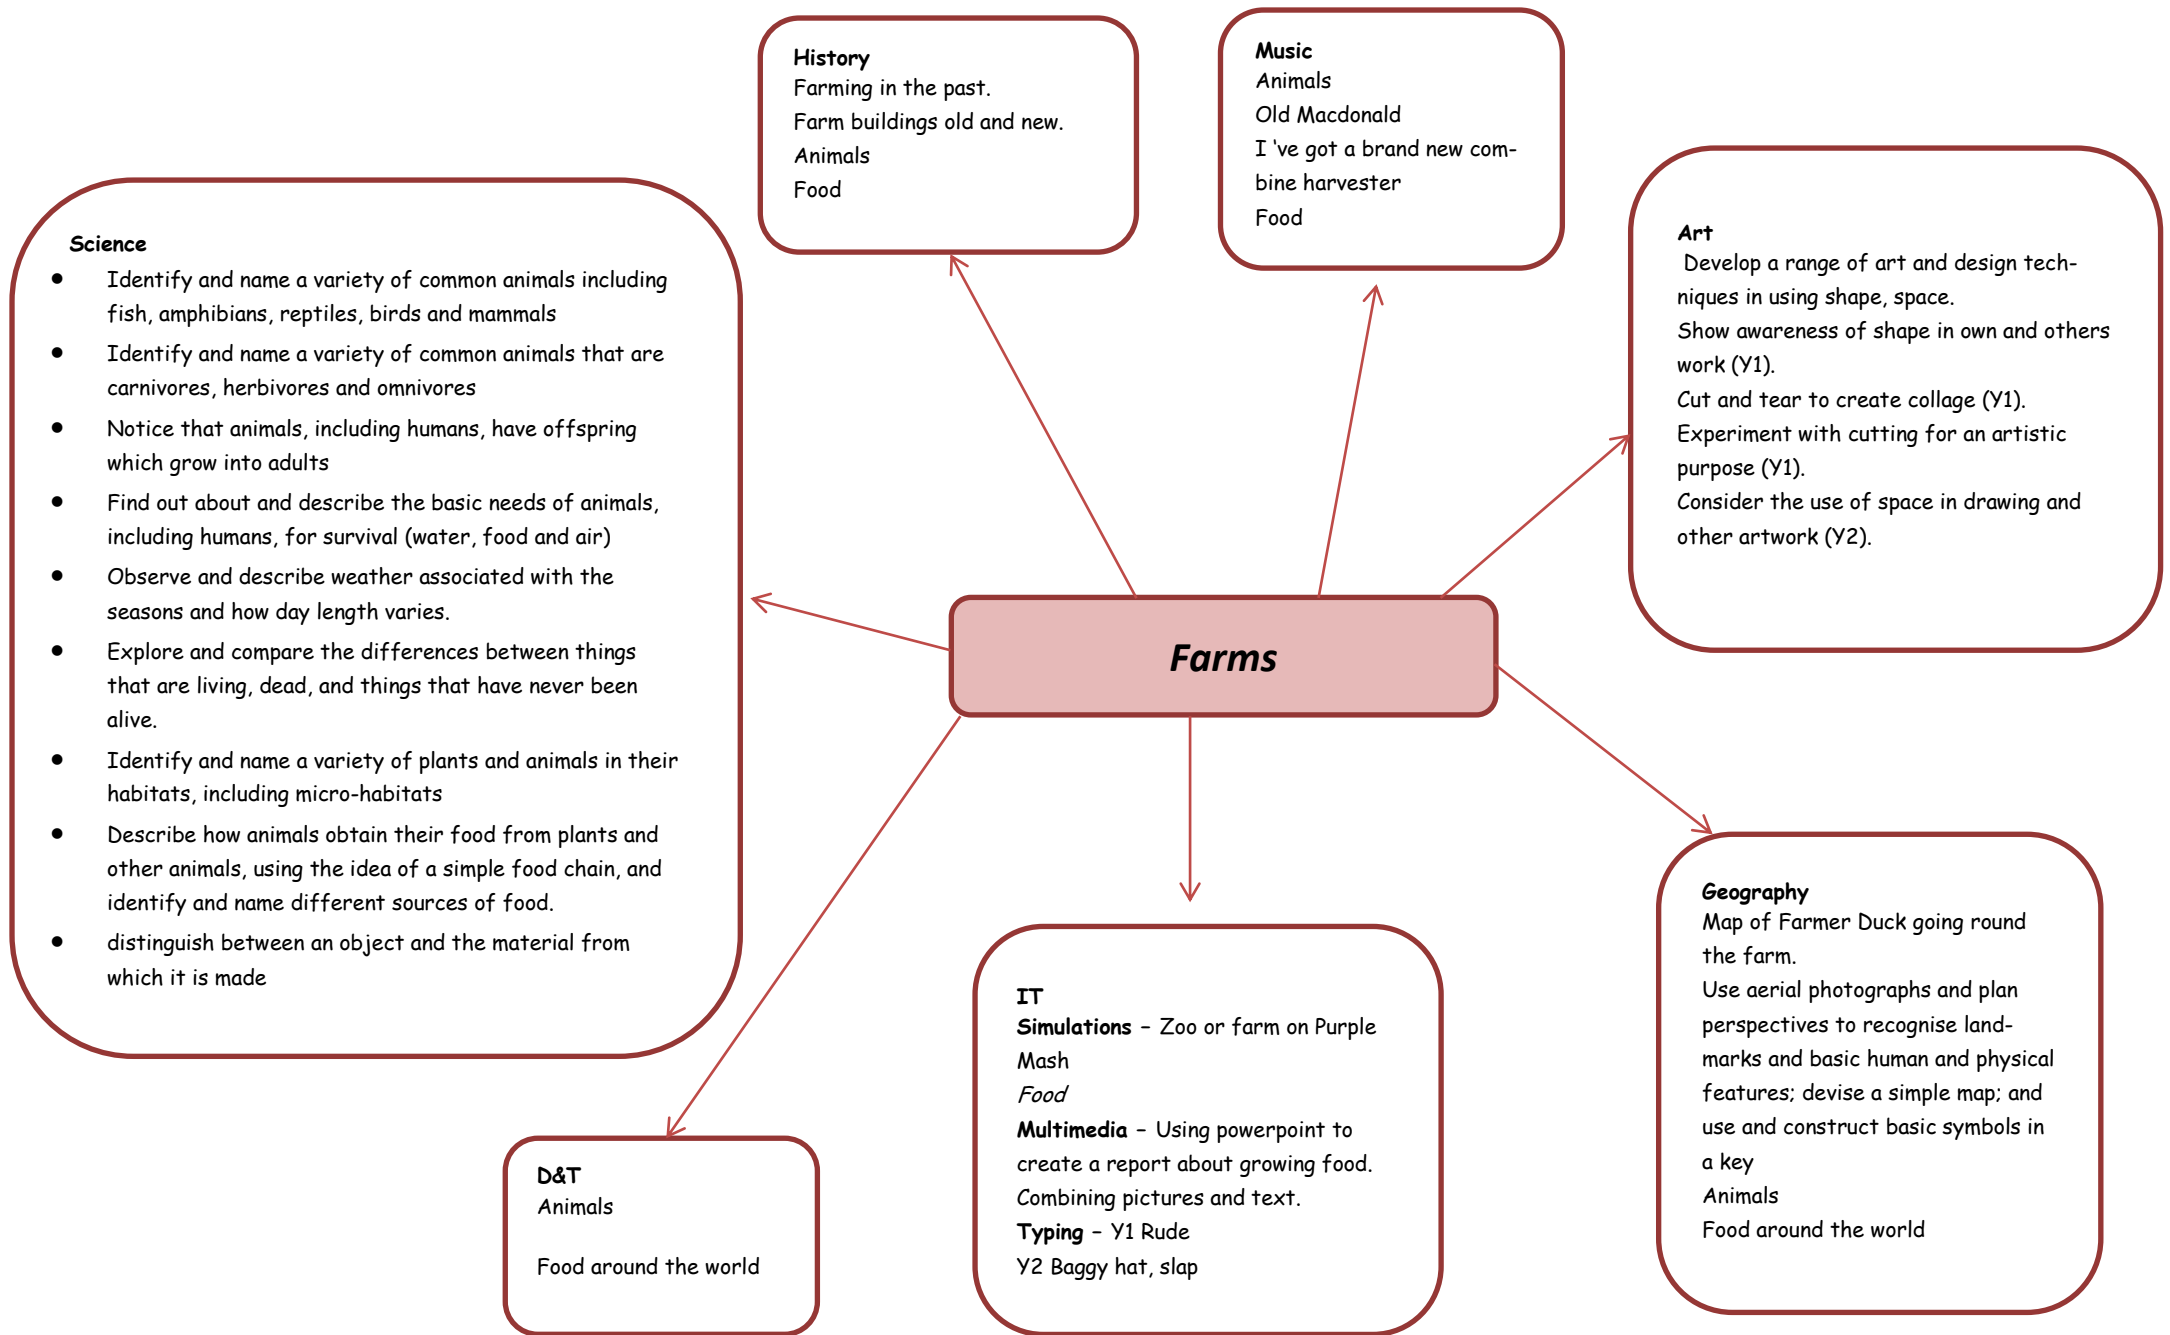 History
Farming in the past.
Farm buildings old and new.
Animals
Food
Music
Animals
Old Macdonald
I ‘ve got a brand new com-
bine harvester
Food
Art
Develop a range of art and design tech-
niques in using shape, space.
Show awareness of shape in own and others
work (Y1).
Cut and tear to create collage (Y1).
Experiment with cutting for an artistic
purpose (Y1).
Consider the use of space in drawing and
other artwork (Y2).
Science
• Identify and name a variety of common animals including
fish, amphibians, reptiles, birds and mammals
• Identify and name a variety of common animals that are
carnivores, herbivores and omnivores
• Notice that animals, including humans, have offspring
which grow into adults
• Find out about and describe the basic needs of animals,
including humans, for survival (water, food and air)
• Observe and describe weather associated with the
seasons and how day length varies.
• Explore and compare the differences between things
that are living, dead, and things that have never been
alive.
• Identify and name a variety of plants and animals in their
habitats, including micro-habitats
• Describe how animals obtain their food from plants and
other animals, using the idea of a simple food chain, and
identify and name different sources of food.
• distinguish between an object and the material from
which it is made
Farms
Geography
Map of Farmer Duck going round
the farm.
Use aerial photographs and plan
perspectives to recognise land-
marks and basic human and physical
features; devise a simple map; and
use and construct basic symbols in
a key
Animals
Food around the world
IT
Simulations – Zoo or farm on Purple
Mash
Food
Multimedia – Using powerpoint to
create a report about growing food.
Combining pictures and text.
Typing – Y1 Rude
Y2 Baggy hat, slap
D&T
Animals
Food around the world